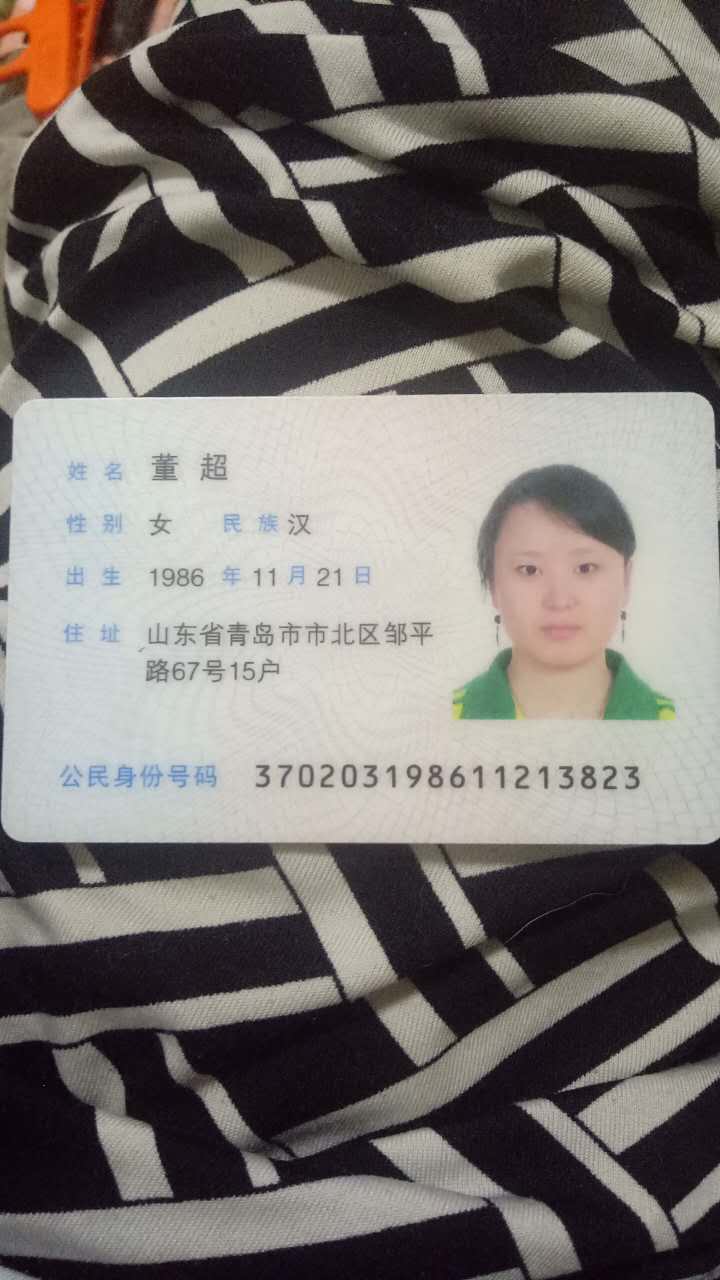 姓名 董超
性别 女 民族 汉
出生 1986 年 11 月 21 日
住址 山东省青岛市市北区邹平
路67号15户
公民身份号码 370203198611213823